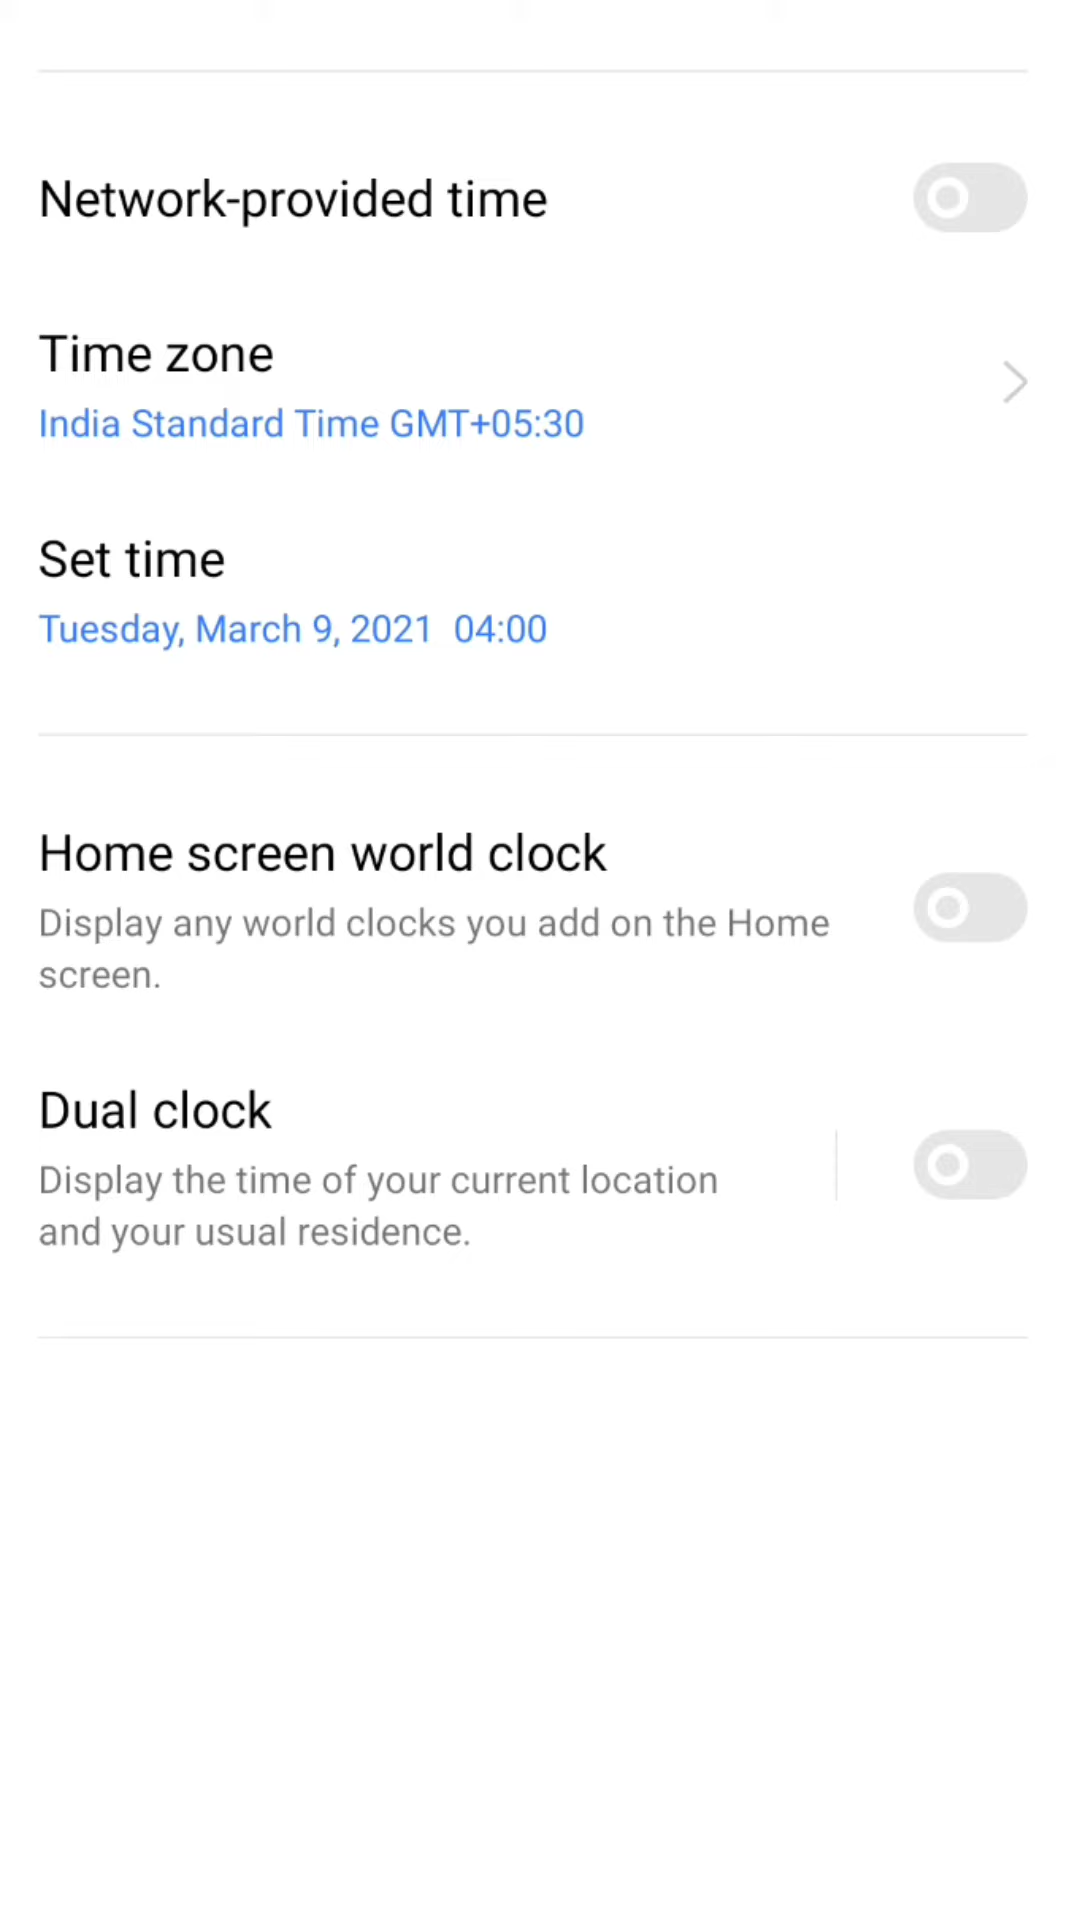 Network-provided time
Time zone
India Standard Time GMT+05:30
Set time
Tuesday, March 9, 2021 04:00
Home screen world clock
Display any world clocks you add on the Home
screen.
Dual clock
Display the time of your current location
and your usual residence.